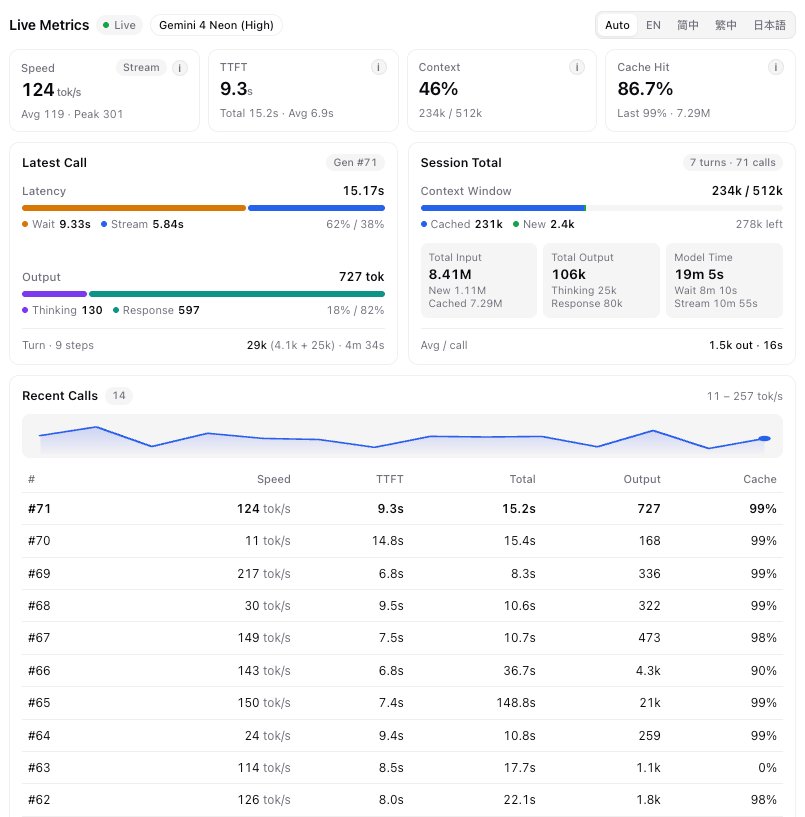 Live Metrics Live Gemini 4 Neon (High) Auto EN 简中 繁中 日本語
Speed Stream i
124 tok/s
Avg 119 · Peak 301
TTFT i
9.3s
Total 15.2s · Avg 6.9s
Context i
46%
234k / 512k
Cache Hit i
86.7%
Last 99% · 7.29M
Latest Call Gen #71
Latency 15.17s
Wait 9.33s Stream 5.84s 62% / 38%
Output 727 tok
Thinking 130 Response 597 18% / 82%
Turn · 9 steps 29k (4.1k + 25k) · 4m 34s
Session Total 7 turns · 71 calls
Context Window 234k / 512k
Cached 231k New 2.4k 278k left
Total Input
8.41M
New 1.11M
Cached 7.29M
Total Output
106k
Thinking 25k
Response 80k
Model Time
19m 5s
Wait 8m 10s
Stream 10m 55s
Avg / call 1.5k out · 16s
Recent Calls 14 11 – 257 tok/s
# Speed TTFT Total Output Cache
#71 124 tok/s 9.3s 15.2s 727 99%
#70 11 tok/s 14.8s 15.4s 168 99%
#69 217 tok/s 6.8s 8.3s 336 99%
#68 30 tok/s 9.5s 10.6s 322 99%
#67 149 tok/s 7.5s 10.7s 473 98%
#66 143 tok/s 6.8s 36.7s 4.3k 90%
#65 150 tok/s 7.4s 148.8s 21k 99%
#64 24 tok/s 9.4s 10.8s 259 99%
#63 114 tok/s 8.5s 17.7s 1.1k 0%
#62 126 tok/s 8.0s 22.1s 1.8k 98%